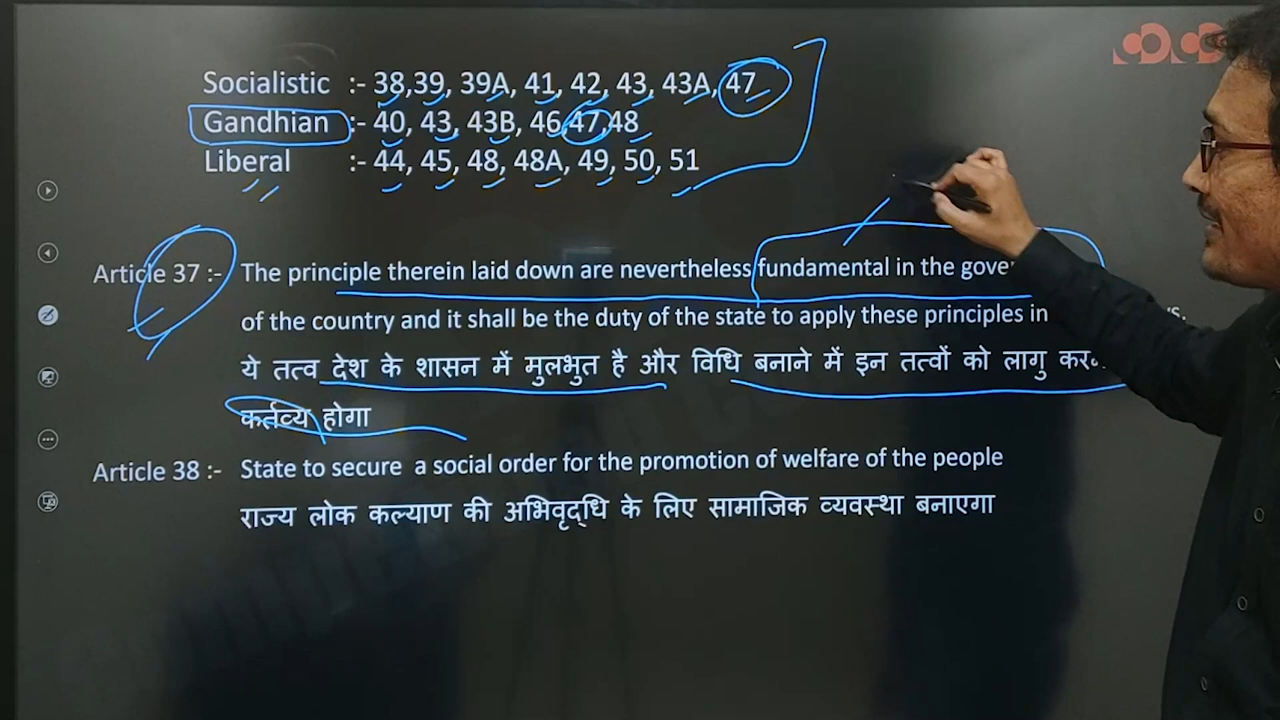 Socialistic :- 38,39, 39A, 41, 42, 43, 43A, 47
Gandhian :- 40, 43, 43B, 46,47,48
Liberal :- 44, 45, 48, 48A, 49, 50, 51
Article 37 :- The principle therein laid down are nevertheless fundamental in the
of the country and it shall be the duty of the state to apply these principles in
ये तत्व देश के शासन में मुलभुत है और विधि बनाने में इन तत्वों को लागु
कर्तव्य होगा
Article 38 :- State to secure a social order for the promotion of welfare of the people
राज्य लोक कल्याण की अभिवृद्धि के लिए सामाजिक व्यवस्था बनाएगा